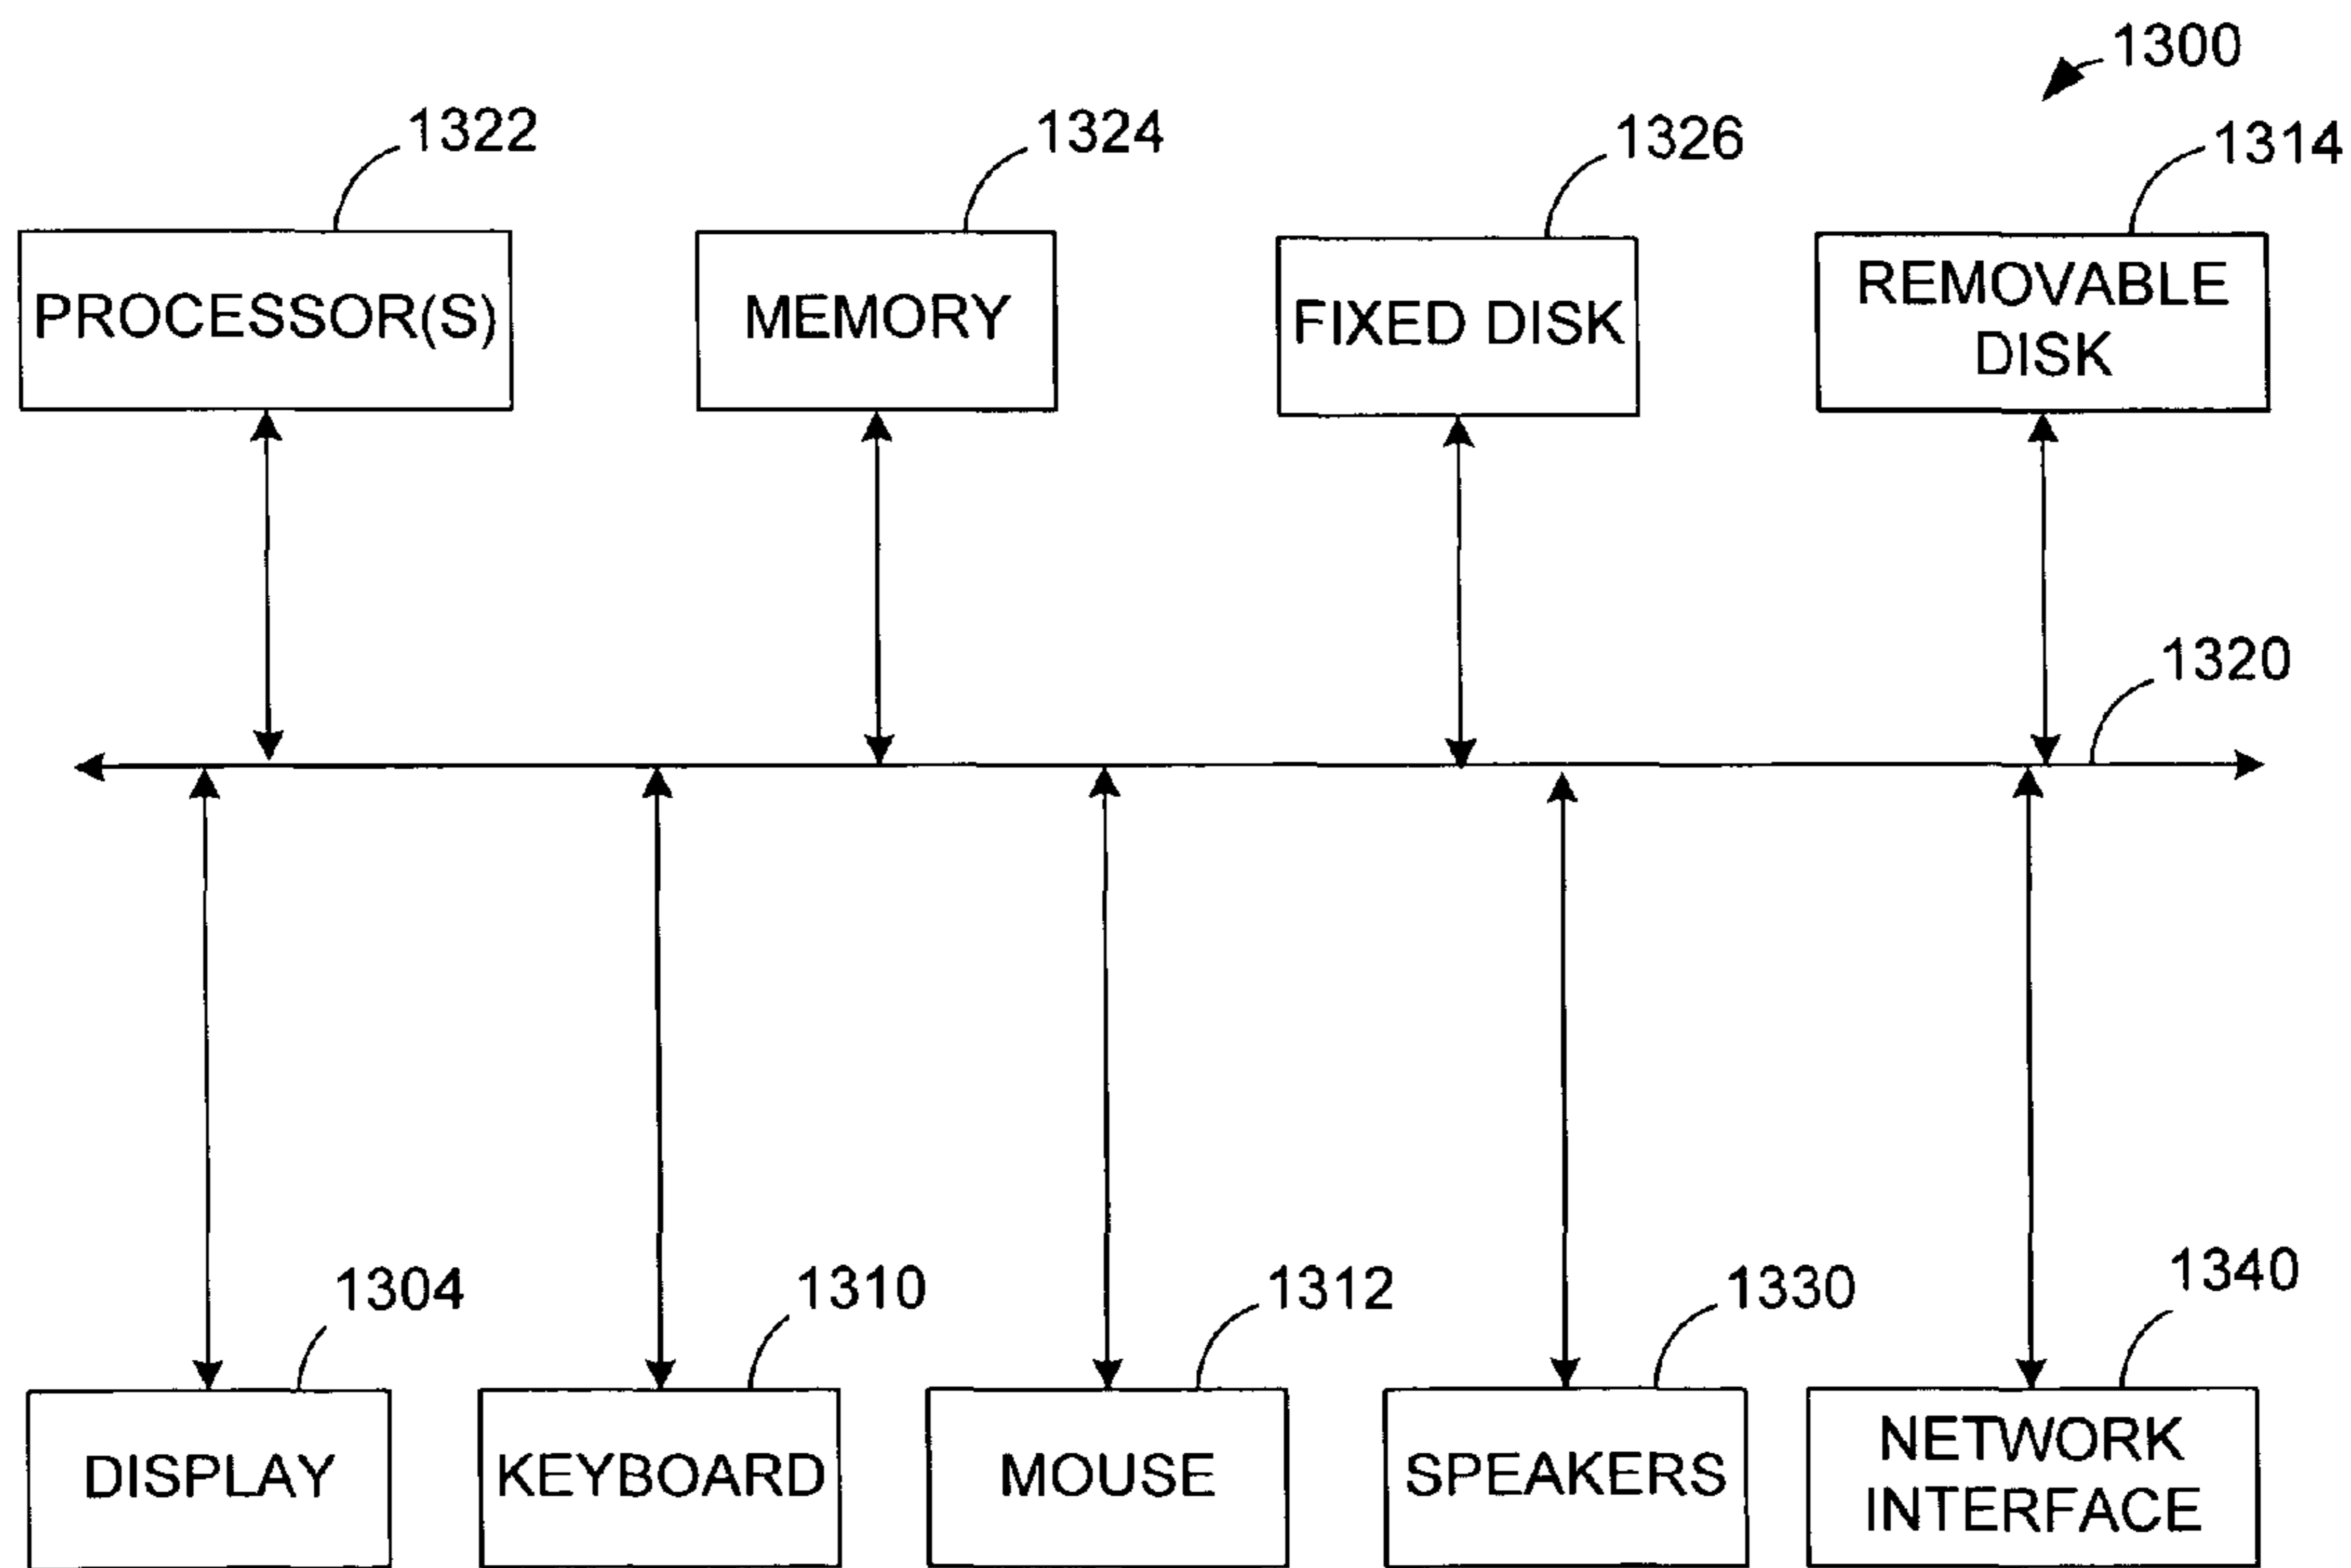 1300
1322
1324
1326
1314
PROCESSOR(S)
MEMORY
FIXED DISK
REMOVABLE
DISK
1320
1304
1310
1312
1330
1340
DISPLAY
KEYBOARD
MOUSE
SPEAKERS
NETWORK
INTERFACE